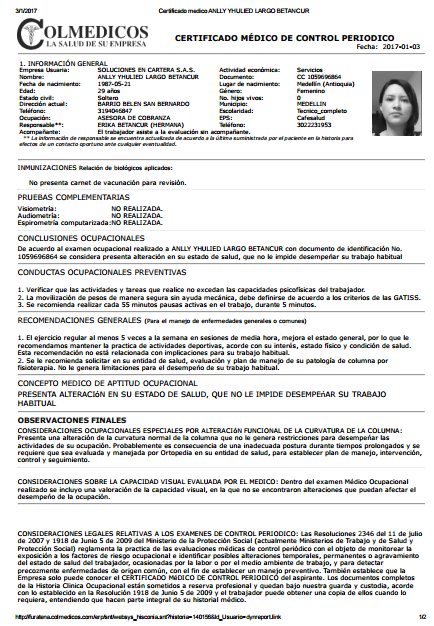 3/1/2017 Certificado medico ANLLY YHULIED LARGO BETANCUR
COLMEDICOS
LA SALUD DE SU EMPRESA
CERTIFICADO MÉDICO DE CONTROL PERIODICO
Fecha: 2017-01-03
1. INFORMACIÓN GENERAL
Empresa Usuaria: SOLUCIONES EN CARTERA S.A.S. Actividad económica: Servicios
Nombre: ANLLY YHULIED LARGO BETANCUR Documento: CC 1059696864
Fecha de nacimiento: 1987-05-21 Lugar de nacimiento: Medellín (Antioquia)
Edad: 29 años Género: Femenino
Estado civil: Soltero No. hijos vivos: 0
Dirección actual: BARRIO BELEN SAN BERNARDO Municipio: MEDELLIN
Teléfono: 3194046847 Escolaridad: Tecnico_completo
Ocupación: ASESORA DE COBRANZA EPS: Cafesalud
Responsable**: ERIKA BETANCUR (HERMANA) Teléfono: 3022231953
Acompañante: El trabajador asiste a la evaluación sin acompañante.
** La información de responsable se encuentra actualizada de acuerdo a la última suministrada por el paciente en la historia para
efectos de un contacto oportuno ante cualquier eventualidad.
INMUNIZACIONES Relación de biológicos aplicados:
No presenta carnet de vacunación para revisión.
PRUEBAS COMPLEMENTARIAS
Visiometría: NO REALIZADA.
Audiometría: NO REALIZADA.
Espirometría computarizada: NO REALIZADA.
CONCLUSIONES OCUPACIONALES
De acuerdo al examen ocupacional realizado a ANLLY YHULIED LARGO BETANCUR con documento de identificación No.
1059696864 se considera presenta alteración en su estado de salud, que no le impide desempeñar su trabajo habitual
CONDUCTAS OCUPACIONALES PREVENTIVAS
1. Verificar que las actividades y tareas que realice no excedan las capacidades psicofísicas del trabajador.
2. La movilización de pesos de manera segura sin ayuda mecánica, debe definirse de acuerdo a los criterios de las GATISS.
3. Se recomienda realizar cada 55 minutos pausas activas en el trabajo, durante 5 minutos.
RECOMENDACIONES GENERALES (Para el manejo de enfermedades generales o comunes)
1. El ejercicio regular al menos 5 veces a la semana en sesiones de media hora, mejora el estado general, por lo que le
recomendamos mantener la practica de actividades deportivas, acorde con su interés, estado físico y condición de salud.
Esta recomendación no está relacionada con implicaciones para su trabajo habitual.
2. Se le recomienda solicitar en su entidad de salud, evaluación y plan de manejo de su patología de columna por
fisioterapia. No le genera limitaciones para el desempeño de su trabajo habitual.
CONCEPTO MEDICO DE APTITUD OCUPACIONAL
PRESENTA ALTERACIóN EN SU ESTADO DE SALUD, QUE NO LE IMPIDE DESEMPEñAR SU TRABAJO
HABITUAL
OBSERVACIONES FINALES
CONSIDERACIONES OCUPACIONALES ESPECIALES POR ALTERACIóN FUNCIONAL DE LA CURVATURA DE LA COLUMNA:
Presenta una alteración de la curvatura normal de la columna que no le genera restricciones para desempeñar las
actividades de su ocupación. Probablemente es consecuencia de una inadecuada postura durante tiempos prolongados y se
requiere que sea evaluada y manejada por Ortopedia en su entidad de salud, para establecer plan de manejo, intervención,
control y seguimiento.
CONSIDERACIONES SOBRE LA CAPACIDAD VISUAL EVALUADA POR EL MEDICO: Dentro del examen Médico Ocupacional
realizado se incluyo una valoración de la capacidad visual, en la que no se encontraron alteraciones que puedan afectar el
desempeño de la ocupación.
CONSIDERACIONES LEGALES RELATIVAS A LOS EXAMENES DE CONTROL PERIODICO: Las Resoluciones 2346 del 11 de julio
de 2007 y 1918 de Junio 5 de 2009 del Ministerio de la Protección Social (actualmente Ministerios de Trabajo y de Salud y
Protección Social) reglamenta la practica de las evaluaciones médicas de control periódico con el objeto de monitorear la
exposición a los factores de riesgo ocupacional e identificar posibles alteraciones temporales, permanentes o agravamiento
del estado de salud del trabajador, ocasionadas por la labor o por el medio ambiente de trabajo, y para detectar
precozmente enfermedades de origen común, con el fin de establecer un manejo preventivo. También establece que la
Empresa solo puede conocer el CERTIFICADO MéDICO DE CONTROL PERIODICO del aspirante. Los documentos completos
de la Historia Clínica Ocupacional están sometidos a reserva profesional y quedan bajo nuestra guarda y custodia, acorde
con lo establecido en la Resolución 1918 de Junio 5 de 2009 y el trabajador puede obtener una copia de ellos cuando lo
requiera, entendiendo que hacen parte integral de su historial médico.
1/2